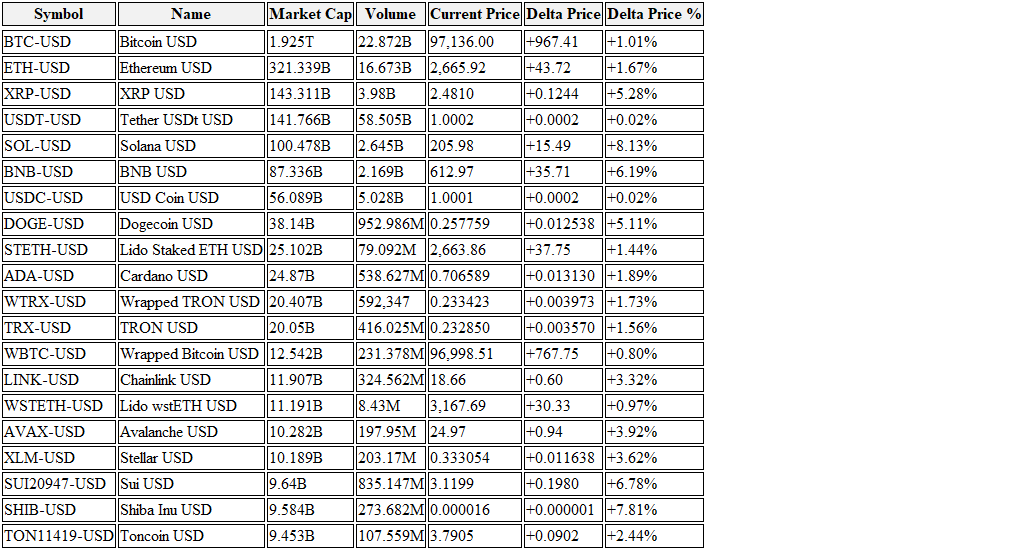 Symbol Name Market Cap Volume Current Price Delta Price Delta Price %
BTC-USD Bitcoin USD 1.925T 22.872B 97,136.00 +967.41 +1.01%
ETH-USD Ethereum USD 321.339B 16.673B 2,665.92 +43.72 +1.67%
XRP-USD XRP USD 143.311B 3.98B 2.4810 +0.1244 +5.28%
USDT-USD Tether USDt USD 141.766B 58.505B 1.0002 +0.0002 +0.02%
SOL-USD Solana USD 100.478B 2.645B 205.98 +15.49 +8.13%
BNB-USD BNB USD 87.336B 2.169B 612.97 +35.71 +6.19%
USDC-USD USD Coin USD 56.089B 5.028B 1.0001 +0.0002 +0.02%
DOGE-USD Dogecoin USD 38.14B 952.986M 0.257759 +0.012538 +5.11%
STETH-USD Lido Staked ETH USD 25.102B 79.092M 2,663.86 +37.75 +1.44%
ADA-USD Cardano USD 24.87B 538.627M 0.706589 +0.013130 +1.89%
WTRX-USD Wrapped TRON USD 20.407B 592,347 0.233423 +0.003973 +1.73%
TRX-USD TRON USD 20.05B 416.025M 0.232850 +0.003570 +1.56%
WBTC-USD Wrapped Bitcoin USD 12.542B 231.378M 96,998.51 +767.75 +0.80%
LINK-USD Chainlink USD 11.907B 324.562M 18.66 +0.60 +3.32%
WSTETH-USD Lido wstETH USD 11.191B 8.43M 3,167.69 +30.33 +0.97%
AVAX-USD Avalanche USD 10.282B 197.95M 24.97 +0.94 +3.92%
XLM-USD Stellar USD 10.189B 203.17M 0.333054 +0.011638 +3.62%
SUI20947-USD Sui USD 9.64B 835.147M 3.1199 +0.1980 +6.78%
SHIB-USD Shiba Inu USD 9.584B 273.682M 0.000016 +0.000001 +7.81%
TON11419-USD Toncoin USD 9.453B 107.559M 3.7905 +0.0902 +2.44%